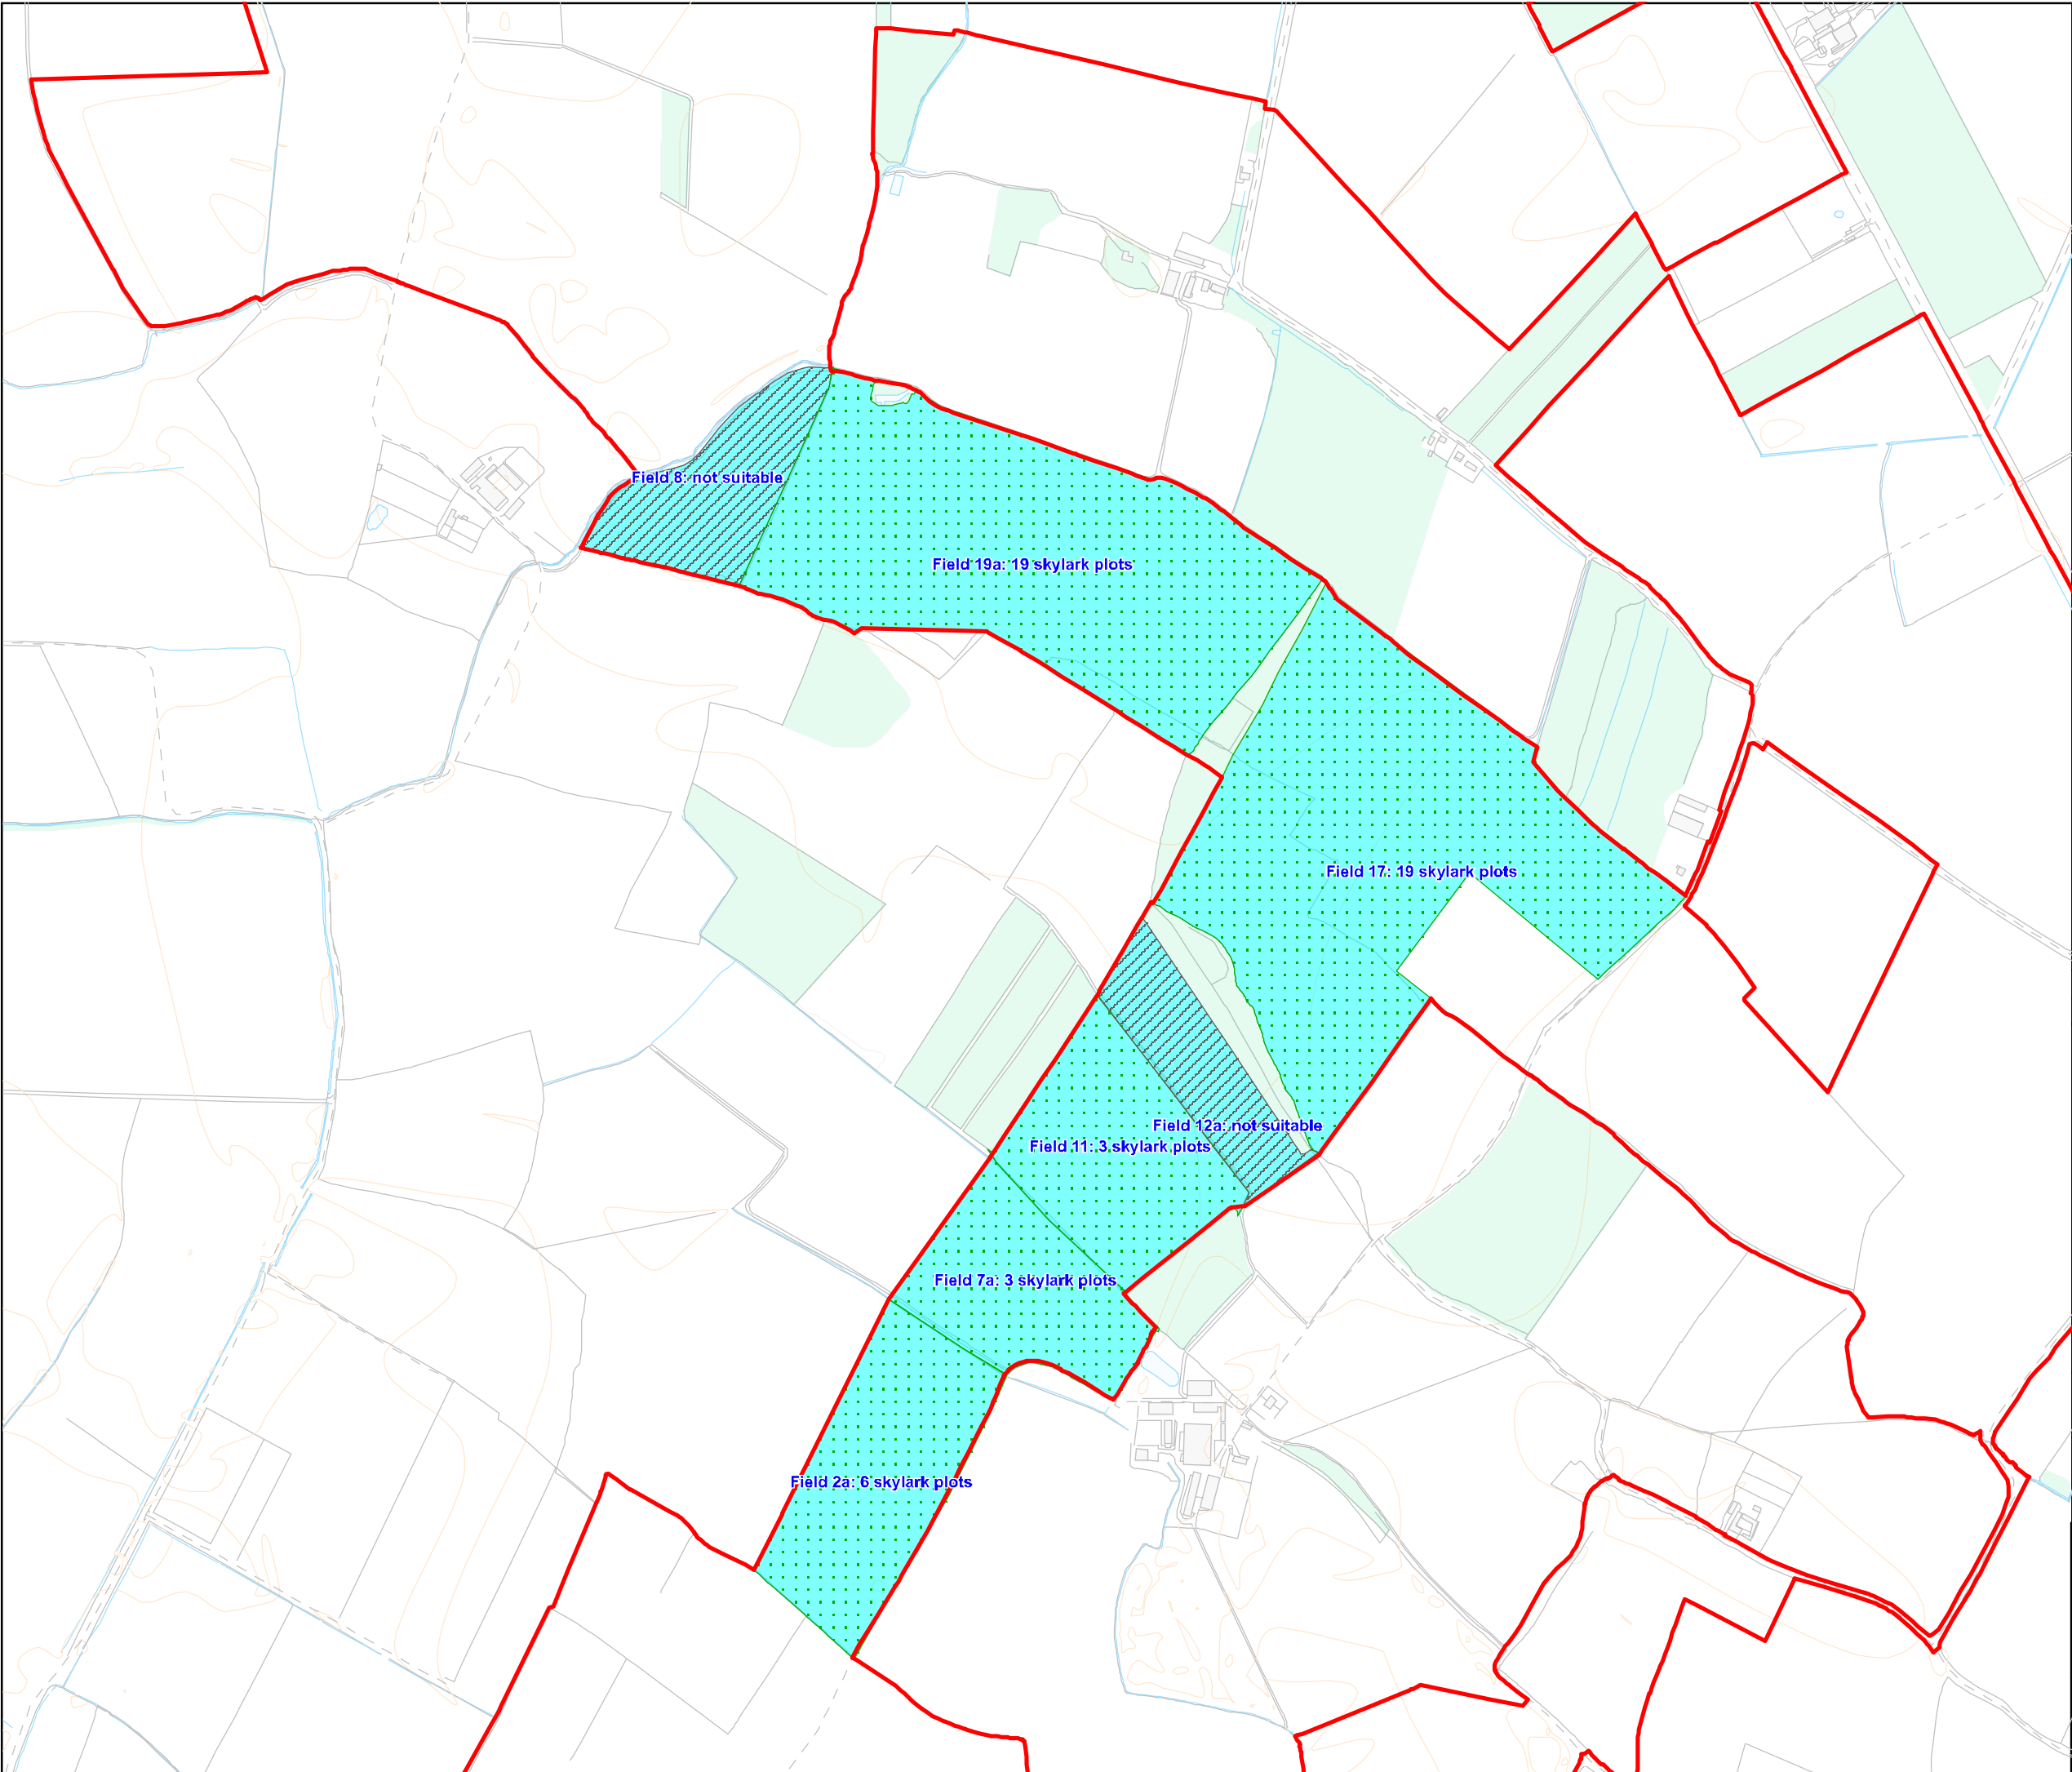 Field 8: not suitable
Field 19a: 19 skylark plots
Field 17: 19 skylark plots
Field 12a: not suitable
Field 11: 3 skylark plots
Field 7a: 3 skylark plots
Field 2a: 6 skylark plots